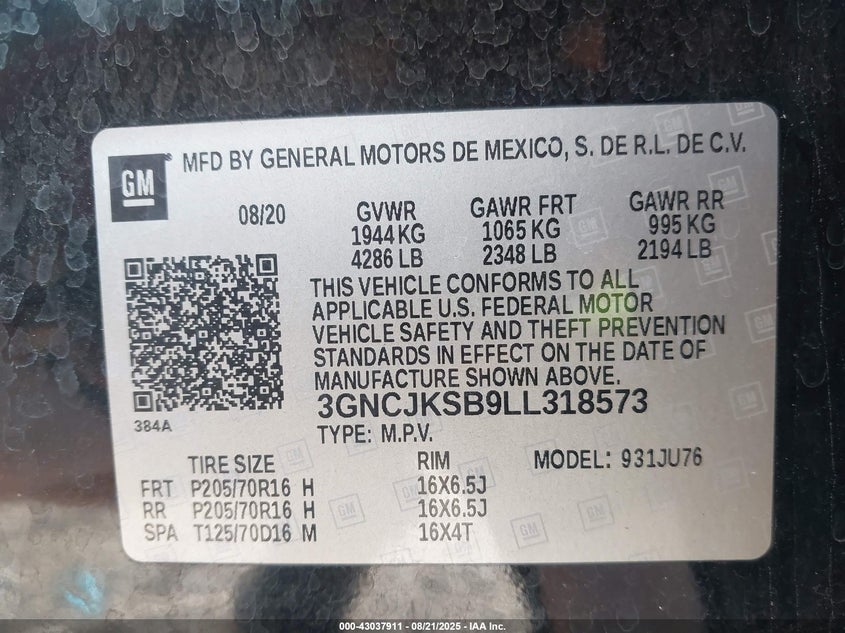 GM
MFD BY GENERAL MOTORS DE MEXICO, S. DE R.L. DE C.V.
08/20 GVWR GAWR FRT GAWR RR
1944 KG 1065 KG 995 KG
4286 LB 2348 LB 2194 LB
THIS VEHICLE CONFORMS TO ALL
APPLICABLE U.S. FEDERAL MOTOR
VEHICLE SAFETY AND THEFT PREVENTION
STANDARDS IN EFFECT ON THE DATE OF
MANUFACTURE SHOWN ABOVE.
384A
3GNCJKSB9LL318573
TYPE: M.P.V.
TIRE SIZE RIM MODEL: 931JU76
FRT P205/70R16 H 16X6.5J
RR P205/70R16 H 16X6.5J
SPA T125/70D16 M 16X4T
000-43037911 - 08/21/2025 - IAA Inc.